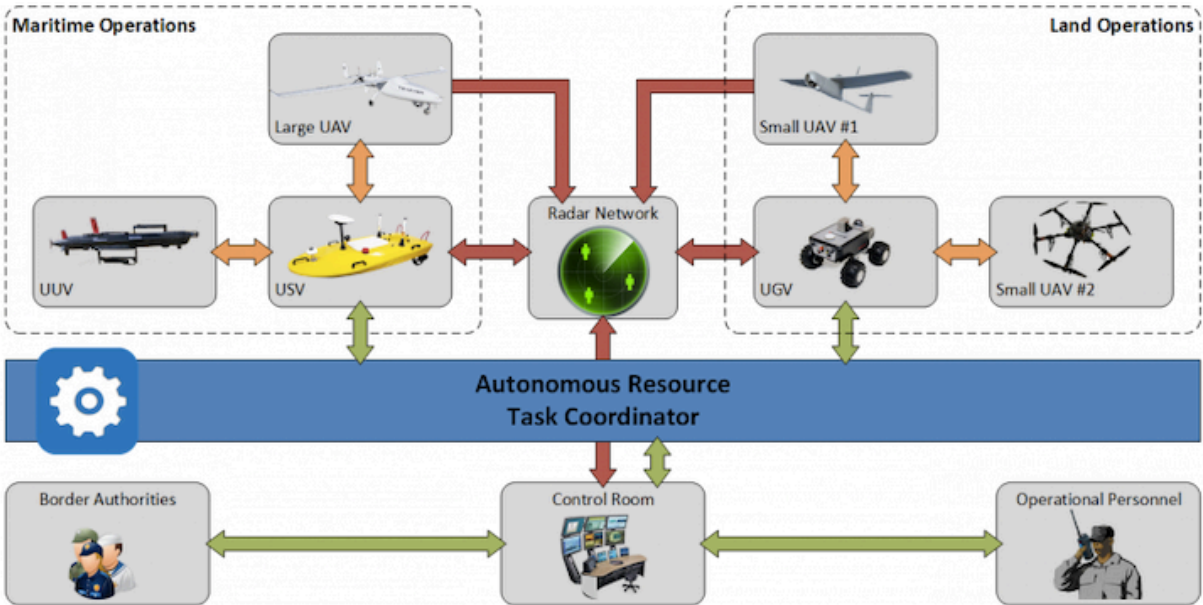 Maritime Operations
Land Operations
Large UAV
Small UAV #1
Radar Network
UUV
USV
UGV
Small UAV #2
Autonomous Resource
Task Coordinator
Border Authorities
Control Room
Operational Personnel